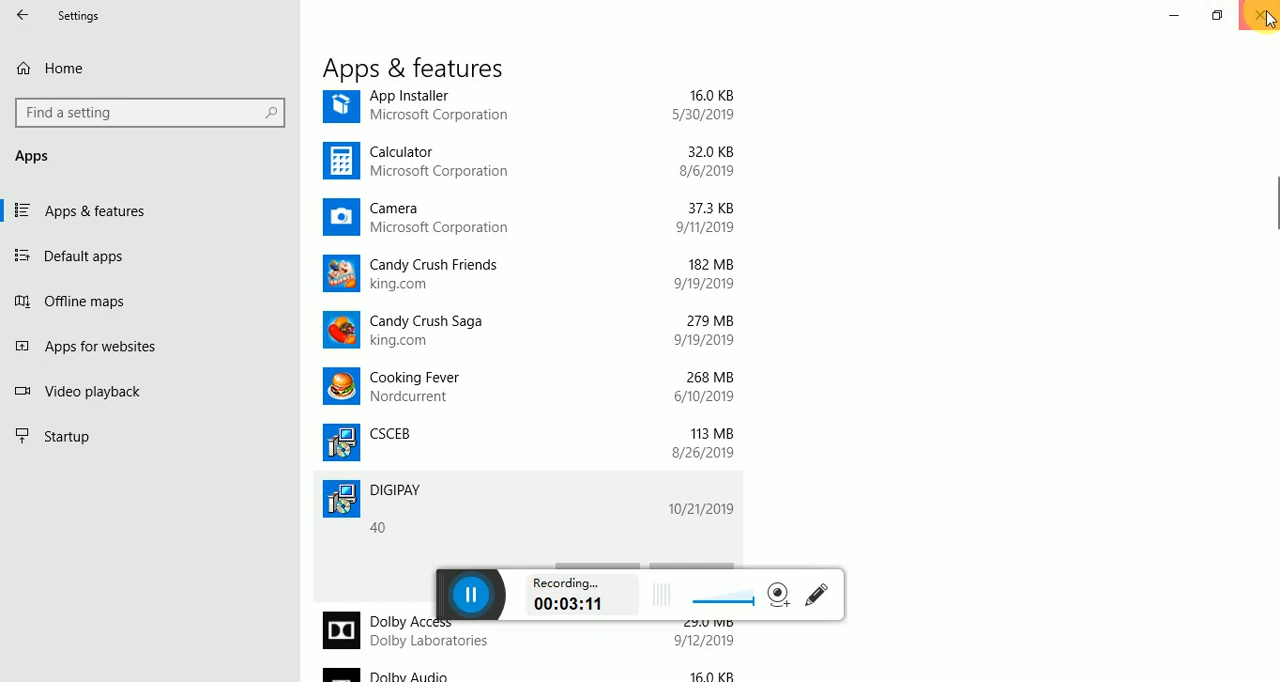 Settings
Home
Find a setting
Apps
Apps & features
Default apps
Offline maps
Apps for websites
Video playback
Startup
Apps & features
App Installer 16.0 KB
Microsoft Corporation 5/30/2019
Calculator 32.0 KB
Microsoft Corporation 8/6/2019
Camera 37.3 KB
Microsoft Corporation 9/11/2019
Candy Crush Friends 182 MB
king.com 9/19/2019
Candy Crush Saga 279 MB
king.com 9/19/2019
Cooking Fever 268 MB
Nordcurrent 6/10/2019
CSCEB 113 MB
8/26/2019
DIGIPAY
10/21/2019
40
Recording...
00:03:11
Dolby Access 29.0 MB
Dolby Laboratories 9/12/2019
Dolby Audio 16.0 KB